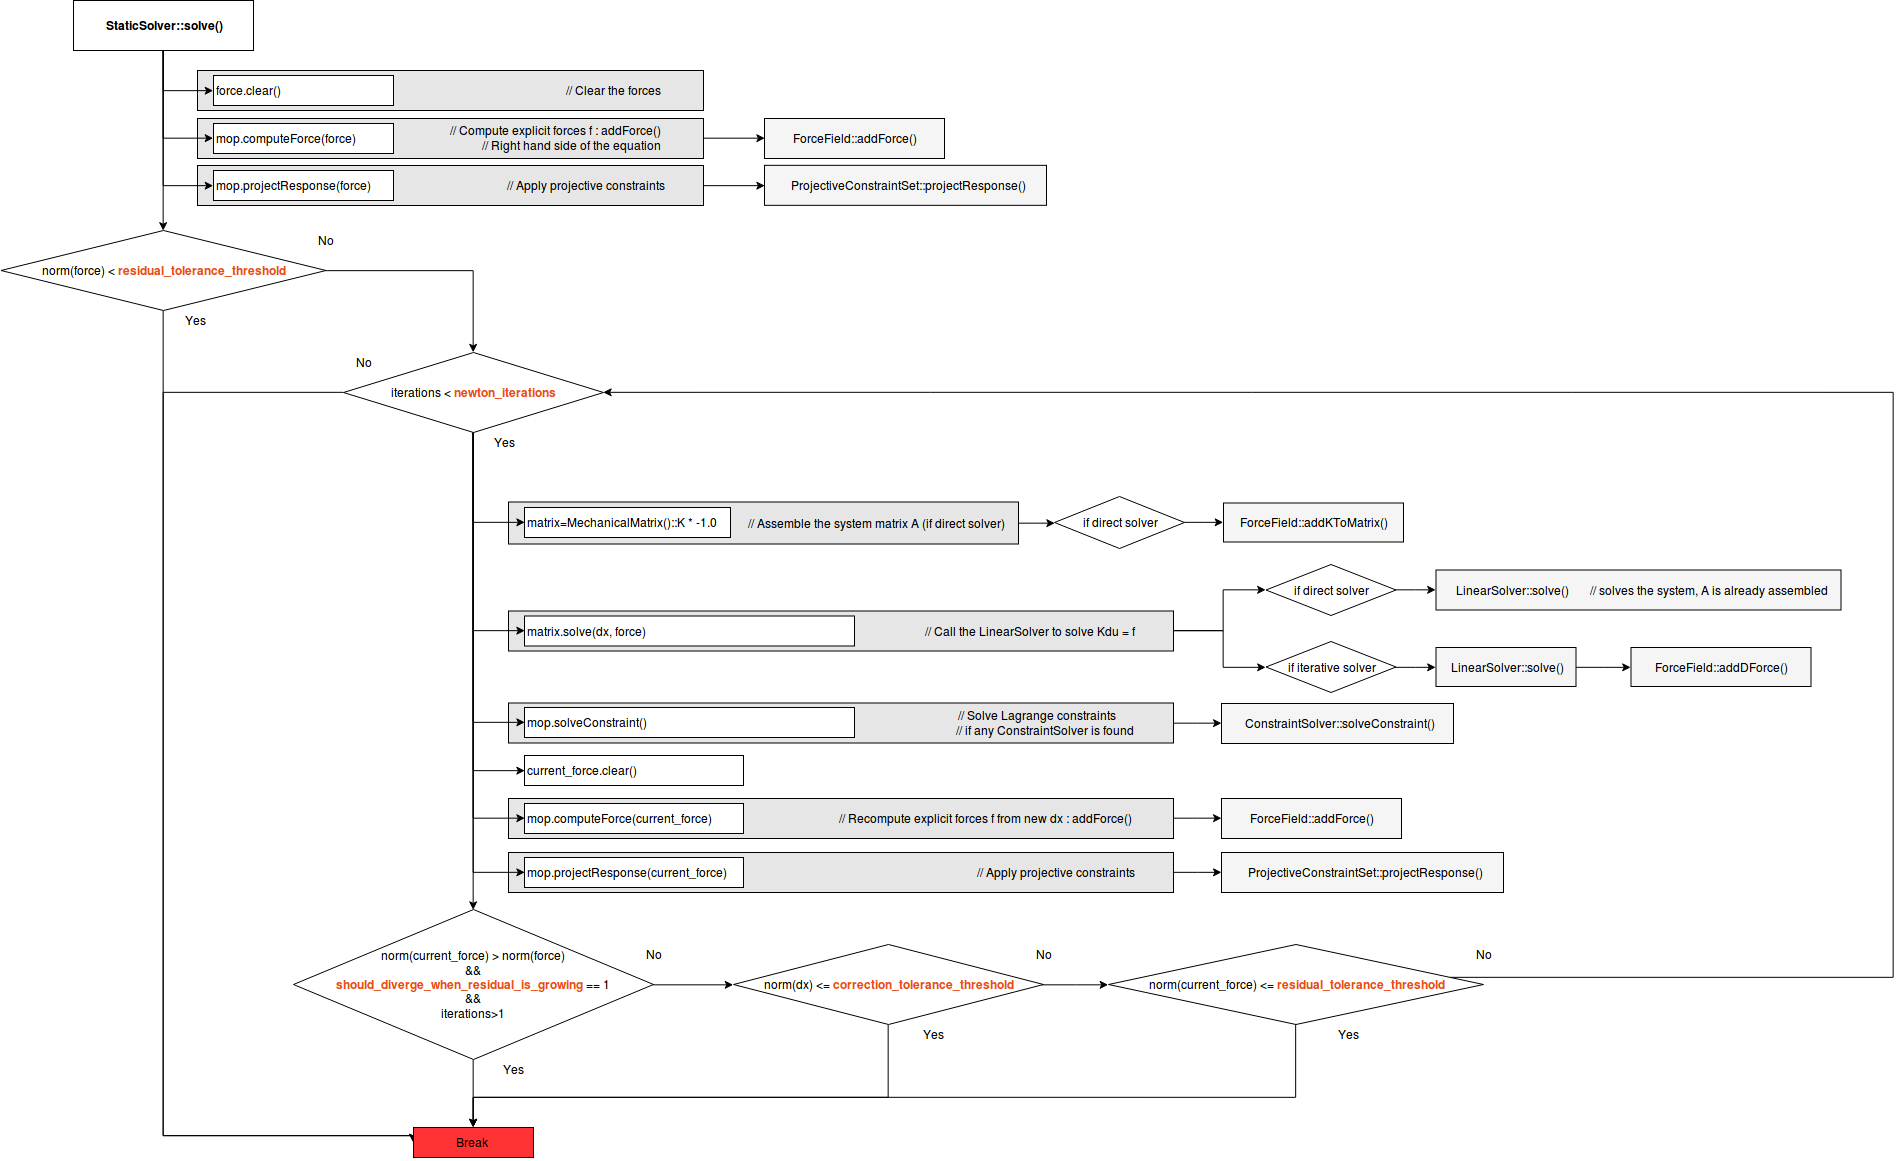 StaticSolver::solve()
force.clear()
// Clear the forces
mop.computeForce(force)
// Compute explicit forces f : addForce()
// Right hand side of the equation
ForceField::addForce()
mop.projectResponse(force)
// Apply projective constraints
ProjectiveConstraintSet::projectResponse()
No
norm(force) < residual_tolerance_threshold
Yes
No
iterations < newton_iterations
Yes
matrix=MechanicalMatrix()::K * -1.0
// Assemble the system matrix A (if direct solver)
if direct solver
ForceField::addKToMatrix()
if direct solver
LinearSolver::solve()
// solves the system, A is already assembled
matrix.solve(dx, force)
// Call the LinearSolver to solve Kdu = f
if iterative solver
LinearSolver::solve()
ForceField::addDForce()
mop.solveConstraint()
// Solve Lagrange constraints
// if any ConstraintSolver is found
ConstraintSolver::solveConstraint()
current_force.clear()
mop.computeForce(current_force)
// Recompute explicit forces f from new dx : addForce()
ForceField::addForce()
mop.projectResponse(current_force)
// Apply projective constraints
ProjectiveConstraintSet::projectResponse()
norm(current_force) > norm(force)
&&
should_diverge_when_residual_is_growing == 1
&&
iterations>1
No
norm(dx) <= correction_tolerance_threshold
No
norm(current_force) <= residual_tolerance_threshold
No
Yes
Yes
Yes
Break